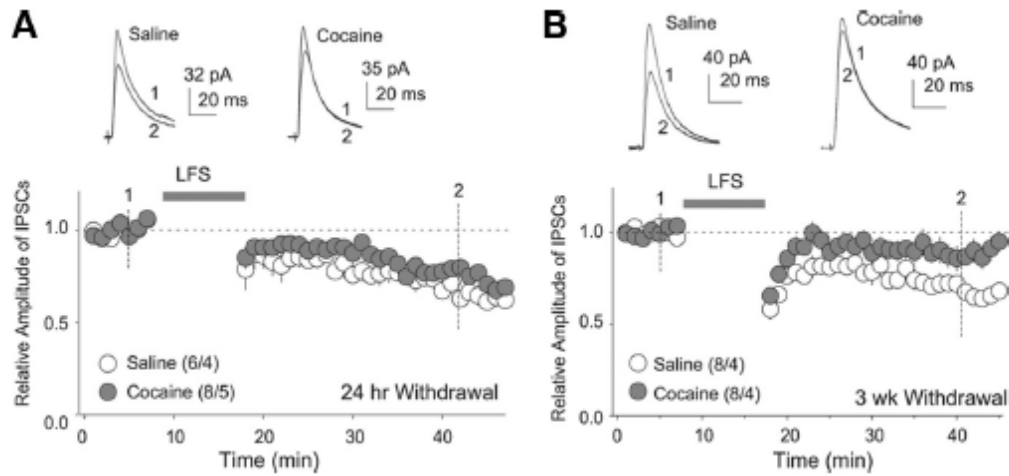 A
Saline
32 pA
20 ms
1
2
Cocaine
35 pA
20 ms
1
2
LFS
1
2
Relative Amplitude of IPSCs
1.0
0.5
0.0
Saline (6/4)
Cocaine (8/5)
24 hr Withdrawal
0 10 20 30 40
Time (min)
B
Saline
40 pA
20 ms
1
2
Cocaine
40 pA
20 ms
1
2
LFS
1
2
Relative Amplitude of IPSCs
1.0
0.5
0.0
Saline (8/4)
Cocaine (8/4)
3 wk Withdrawal
0 10 20 30 40
Time (min)